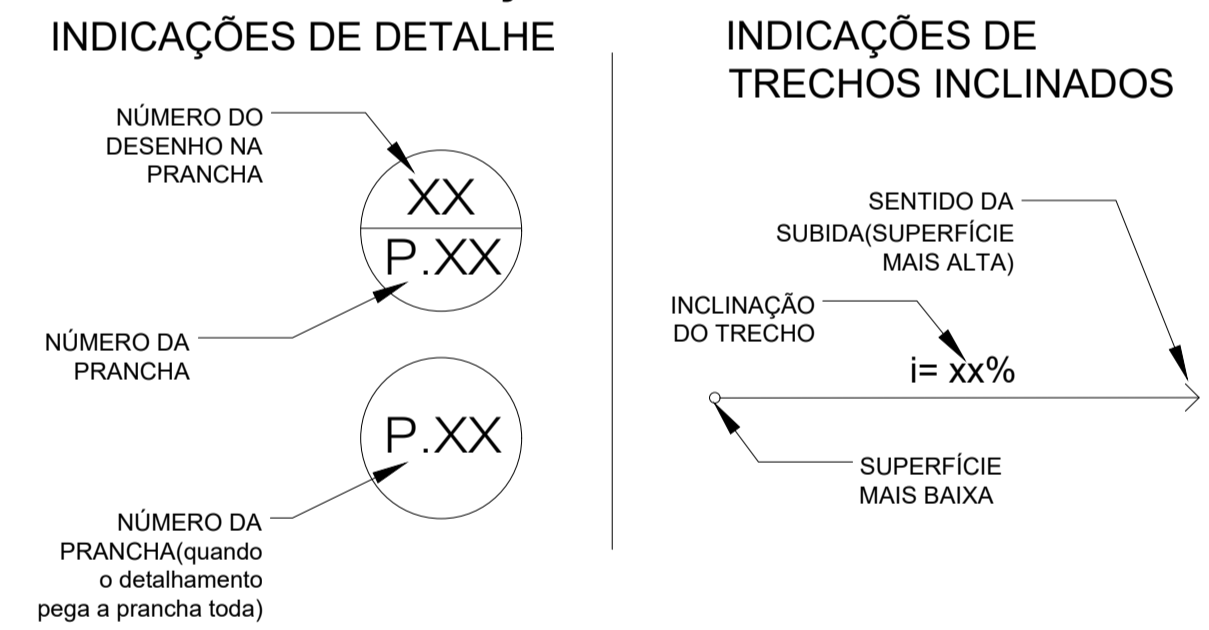 INDICAÇÕES DE DETALHE
NÚMERO DO
DESENHO NA
PRANCHA
XX
P.XX
NÚMERO DA
PRANCHA
P.XX
NÚMERO DA
PRANCHA(quando
o detalhamento
pega a prancha toda)
INDICAÇÕES DE
TRECHOS INCLINADOS
SENTIDO DA
SUBIDA(SUPERFÍCIE
MAIS ALTA)
INCLINAÇÃO
DO TRECHO
i= xx%
SUPERFÍCIE
MAIS BAIXA